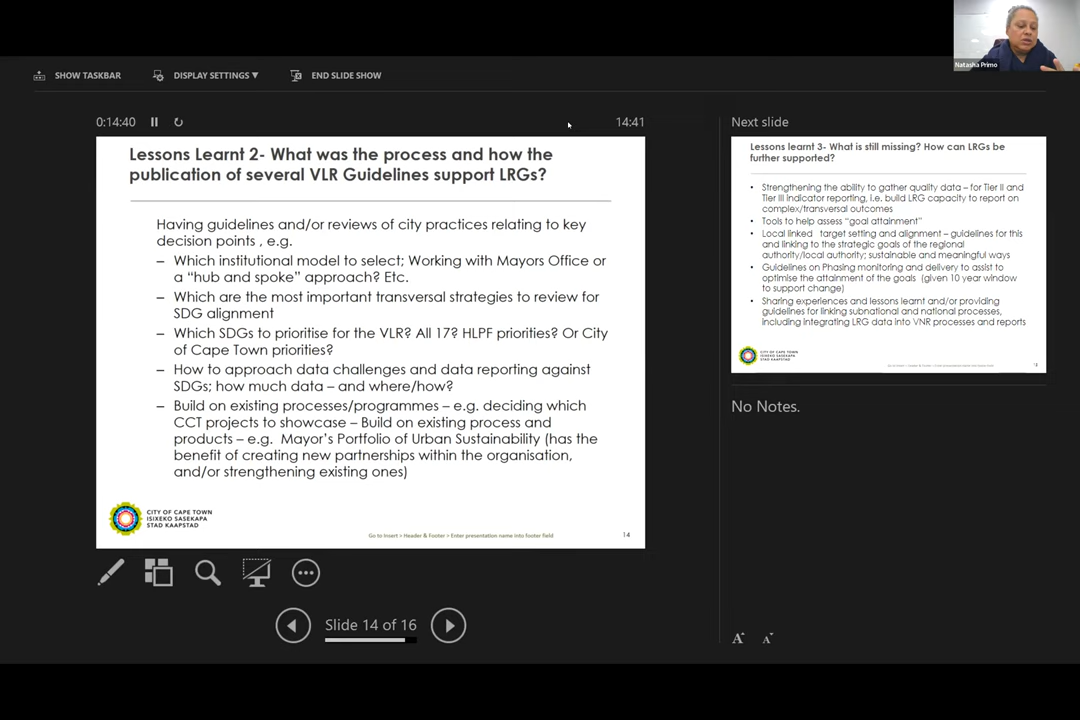 Natasha Primo
SHOW TASKBAR
DISPLAY SETTINGS ▼
END SLIDE SHOW
0:14:40
14:41
Lessons Learnt 2- What was the process and how the
publication of several VLR Guidelines support LRGs?
Having guidelines and/or reviews of city practices relating to key
decision points , e.g.
– Which institutional model to select; Working with Mayors Office or
a “hub and spoke” approach? Etc.
– Which are the most important transversal strategies to review for
SDG alignment
– Which SDGs to prioritise for the VLR? All 17? HLPF priorities? Or City
of Cape Town priorities?
– How to approach data challenges and data reporting against
SDGs; how much data – and where/how?
– Build on existing processes/programmes – e.g. deciding which
CCT projects to showcase – Build on existing process and
products – e.g. Mayor’s Portfolio of Urban Sustainability (has the
benefit of creating new partnerships within the organisation,
and/or strengthening existing ones)
CITY OF CAPE TOWN
ISIXEKO SASEKAPA
STAD KAAPSTAD
Go to Insert > Header & Footer > Enter presentation name into footer field
14
Slide 14 of 16
Next slide
Lessons learnt 3- What is still missing? How can LRGs be
further supported?
• Strengthening the ability to gather quality data – for Tier II and
Tier III indicator reporting, i.e. build LRG capacity to report on
complex/transversal outcomes
• Tools to help assess “goal attainment”
• Local linked target setting and alignment – guidelines for this
and linking to the strategic goals of the regional
authority/local authority; sustainable and meaningful ways
• Guidelines on Phasing monitoring and delivery to assist to
optimise the attainment of the goals (given 10 year window
to support change)
• Sharing experiences and lessons learnt and/or providing
guidelines for linking subnational and national processes,
including integrating LRG data into VNR processes and reports
CITY OF CAPE TOWN
ISIXEKO SASEKAPA
STAD KAAPSTAD
No Notes.
A A